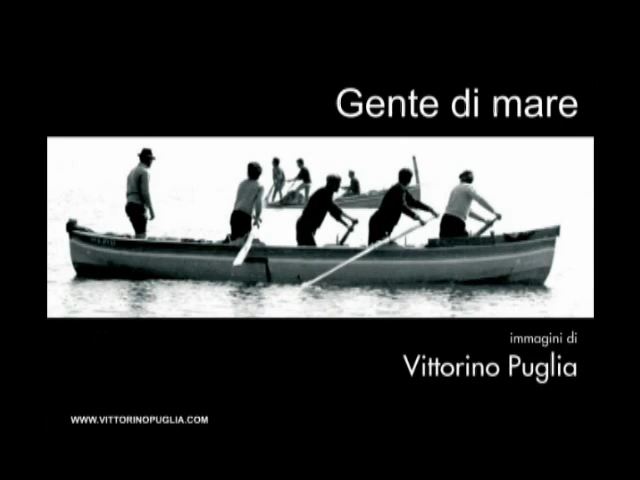 Gente di mare
immagini di
Vittorino Puglia
WWW.VITTORINOPUGLIA.COM